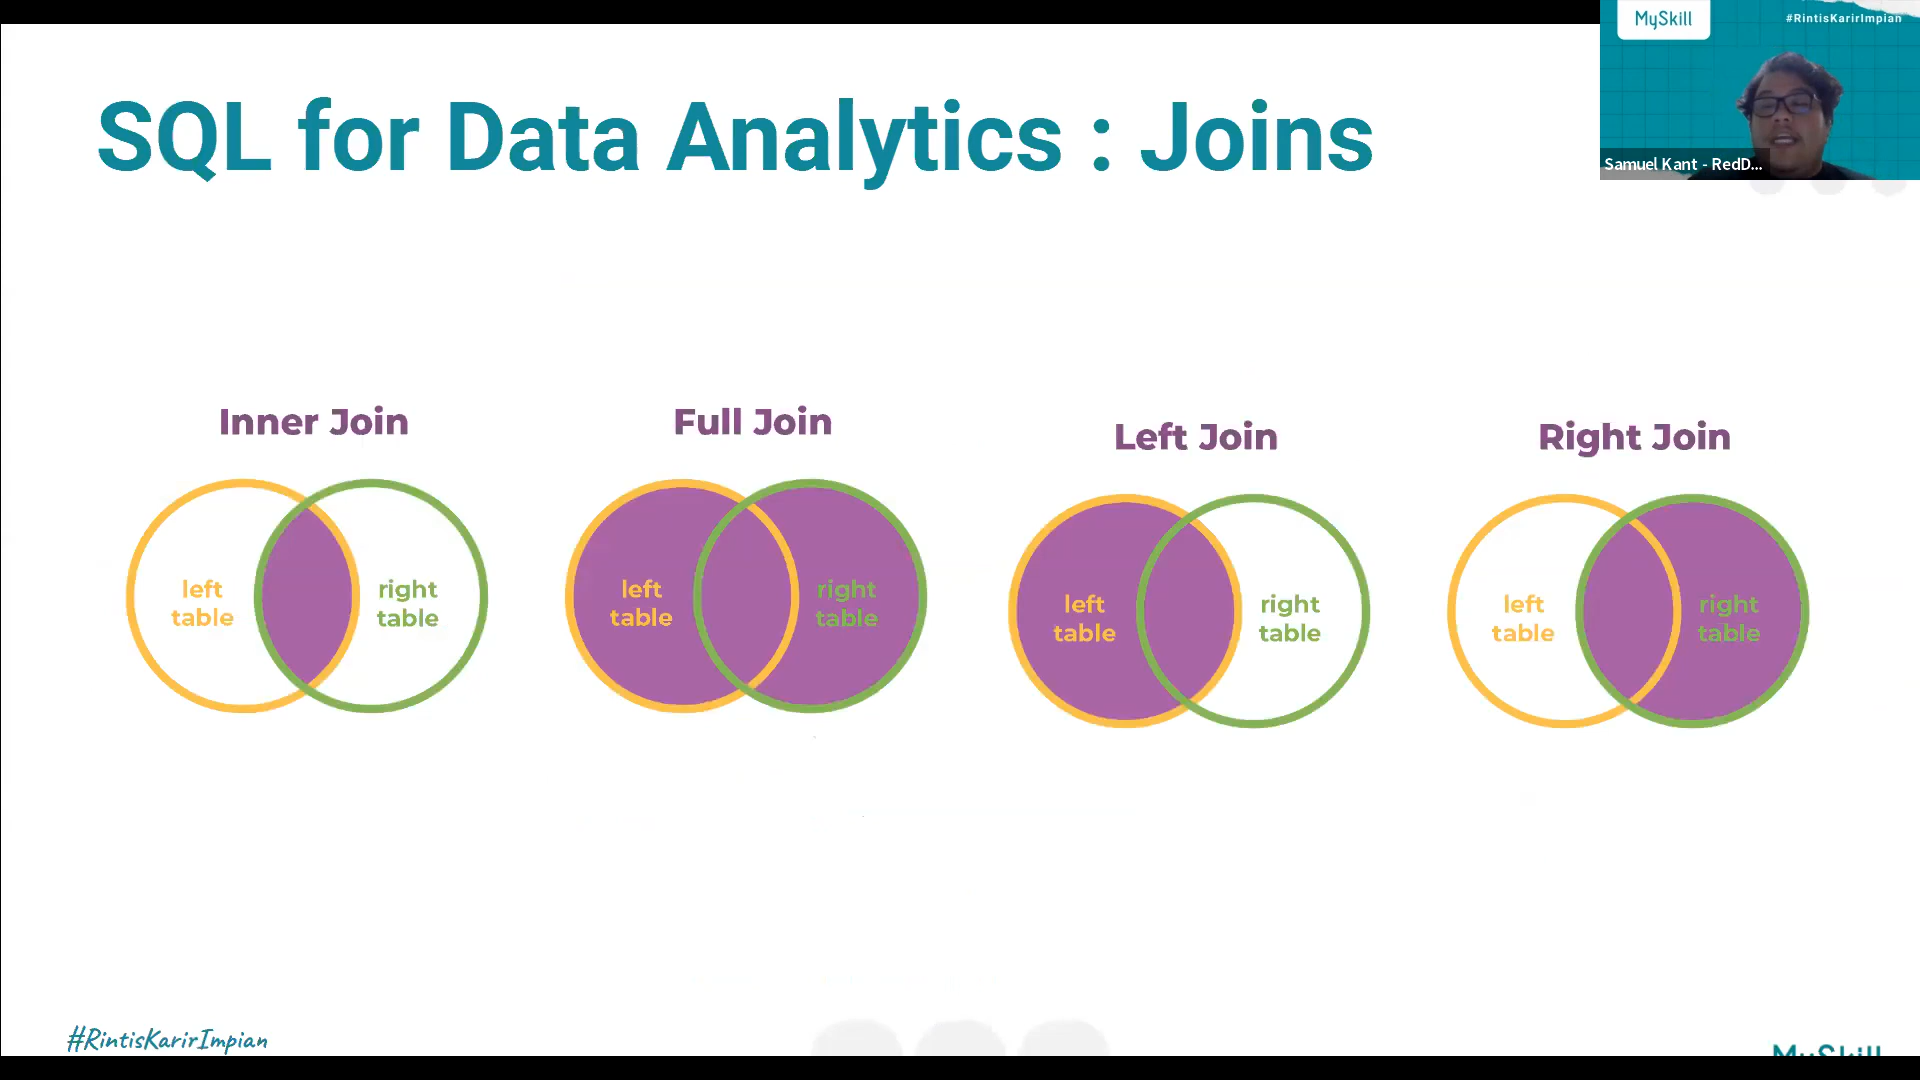 MySkill
#RintisKarirImpian
Samuel Kant - RedD...
SQL for Data Analytics : Joins
Inner Join
left
table
right
table
Full Join
left
table
right
table
Left Join
left
table
right
table
Right Join
left
table
right
table
#RintisKarirImpian
MySkill